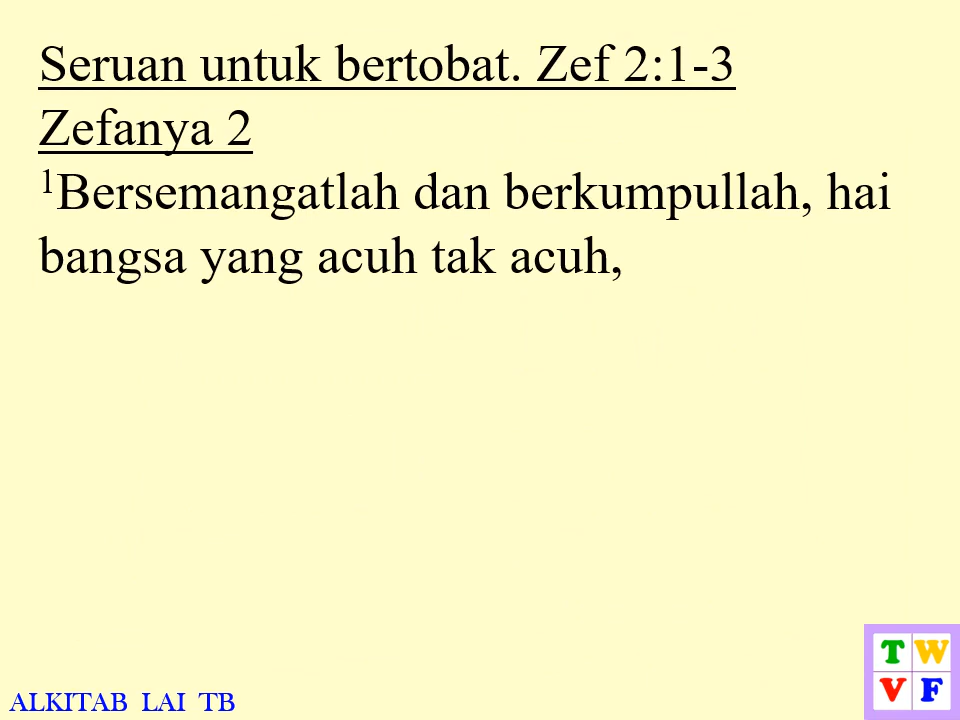 Seruan untuk bertobat. Zef 2:1-3
Zefanya 2
¹Bersemangatlah dan berkumpullah, hai
bangsa yang acuh tak acuh,
T W
V F
ALKITAB LAI TB